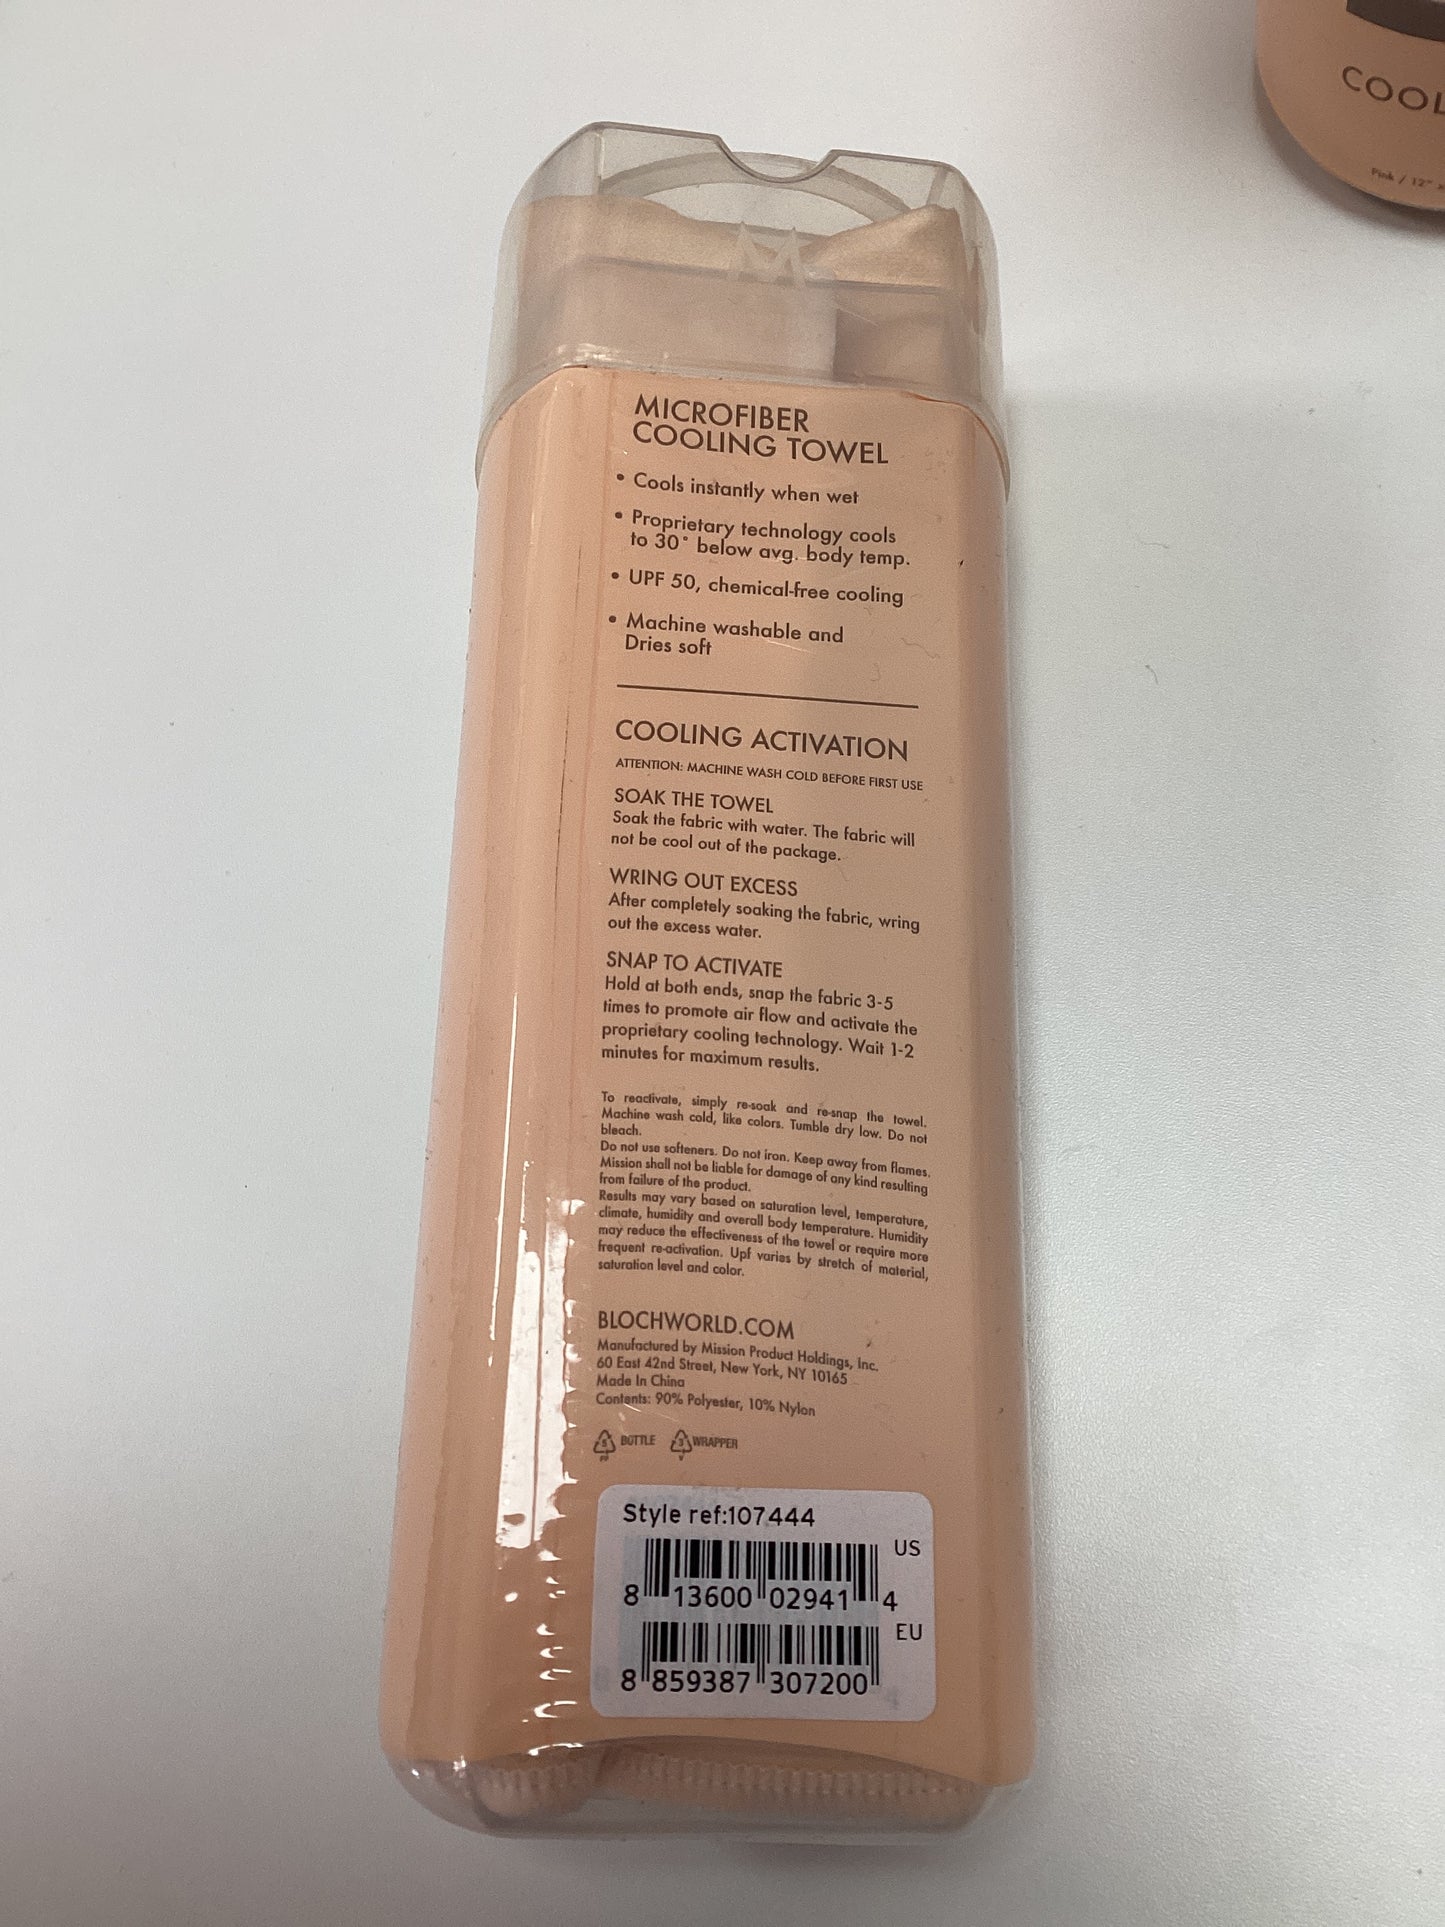 COOL
Pink / 12" x
M
MICROFIBER
COOLING TOWEL
• Cools instantly when wet
• Proprietary technology cools
to 30° below avg. body temp.
• UPF 50, chemical-free cooling
• Machine washable and
Dries soft
COOLING ACTIVATION
ATTENTION: MACHINE WASH COLD BEFORE FIRST USE
SOAK THE TOWEL
Soak the fabric with water. The fabric will
not be cool out of the package.
WRING OUT EXCESS
After completely soaking the fabric, wring
out the excess water.
SNAP TO ACTIVATE
Hold at both ends, snap the fabric 3-5
times to promote air flow and activate the
proprietary cooling technology. Wait 1-2
minutes for maximum results.
To reactivate, simply re-soak and re-snap the towel.
Machine wash cold, like colors. Tumble dry low. Do not
bleach.
Do not use softeners. Do not iron. Keep away from flames.
Mission shall not be liable for damage of any kind resulting
from failure of the product.
Results may vary based on saturation level, temperature,
climate, humidity and overall body temperature. Humidity
may reduce the effectiveness of the towel or require more
frequent re-activation. Upf varies by stretch of material,
saturation level and color.
BLOCHWORLD.COM
Manufactured by Mission Product Holdings, Inc.
60 East 42nd Street, New York, NY 10165
Made In China
Contents: 90% Polyester, 10% Nylon
5 BOTTLE 3 WRAPPER
PP V
Style ref:107444
US
8 13600 02941 4
EU
8 859387 307200